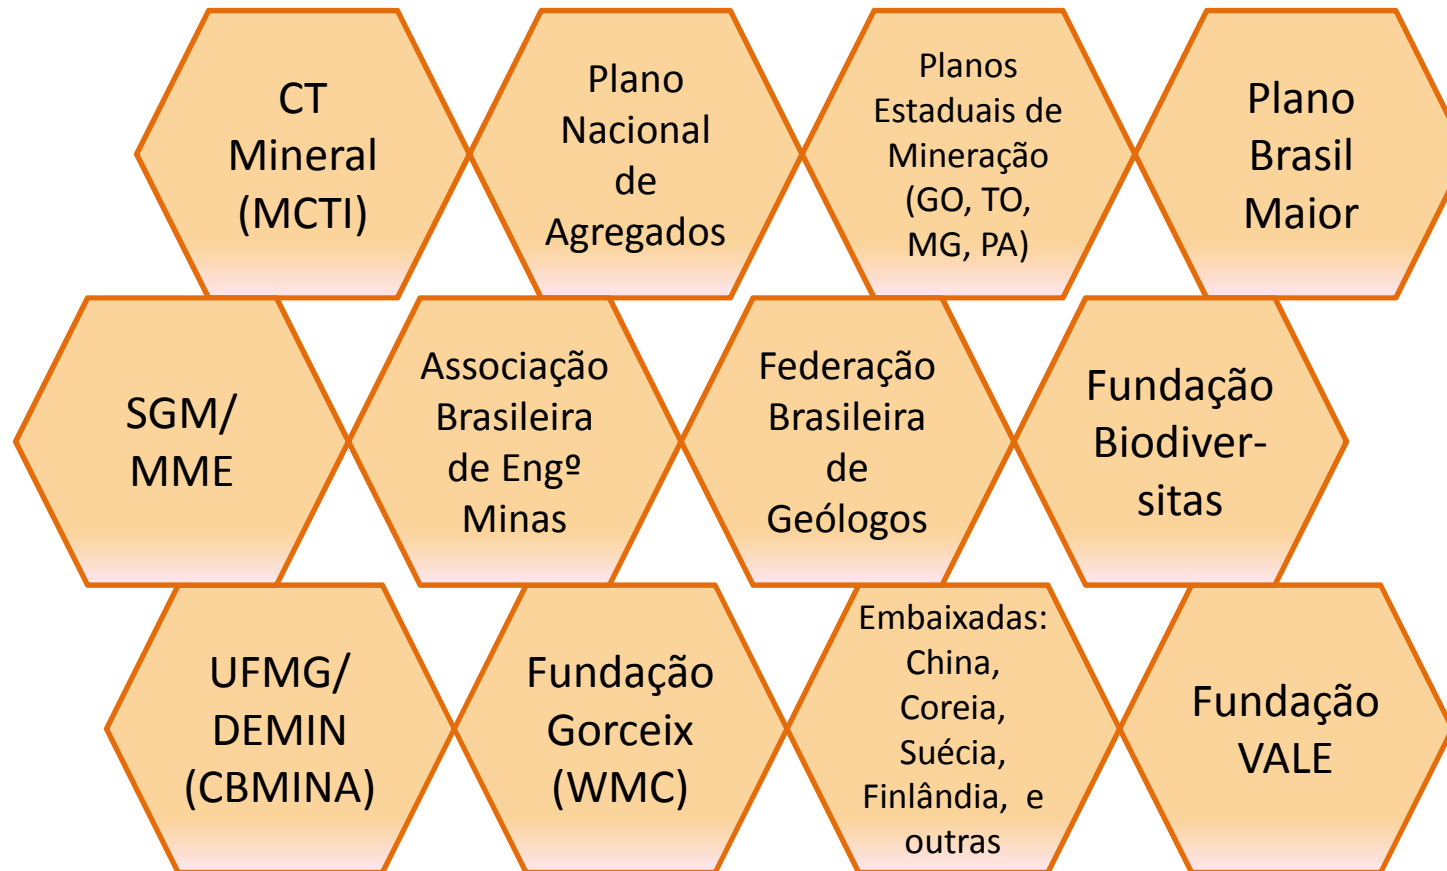 CT
Mineral
(MCTI)
Plano
Nacional
de
Agregados
Planos
Estaduais de
Mineração
(GO, TO,
MG, PA)
Plano
Brasil
Maior
SGM/
MME
Associação
Brasileira
de Engº
Minas
Federação
Brasileira
de
Geólogos
Fundação
Biodiver-
sitas
UFMG/
DEMIN
(CBMINA)
Fundação
Gorceix
(WMC)
Embaixadas:
China,
Coreia,
Suécia,
Finlândia, e
outras
Fundação
VALE